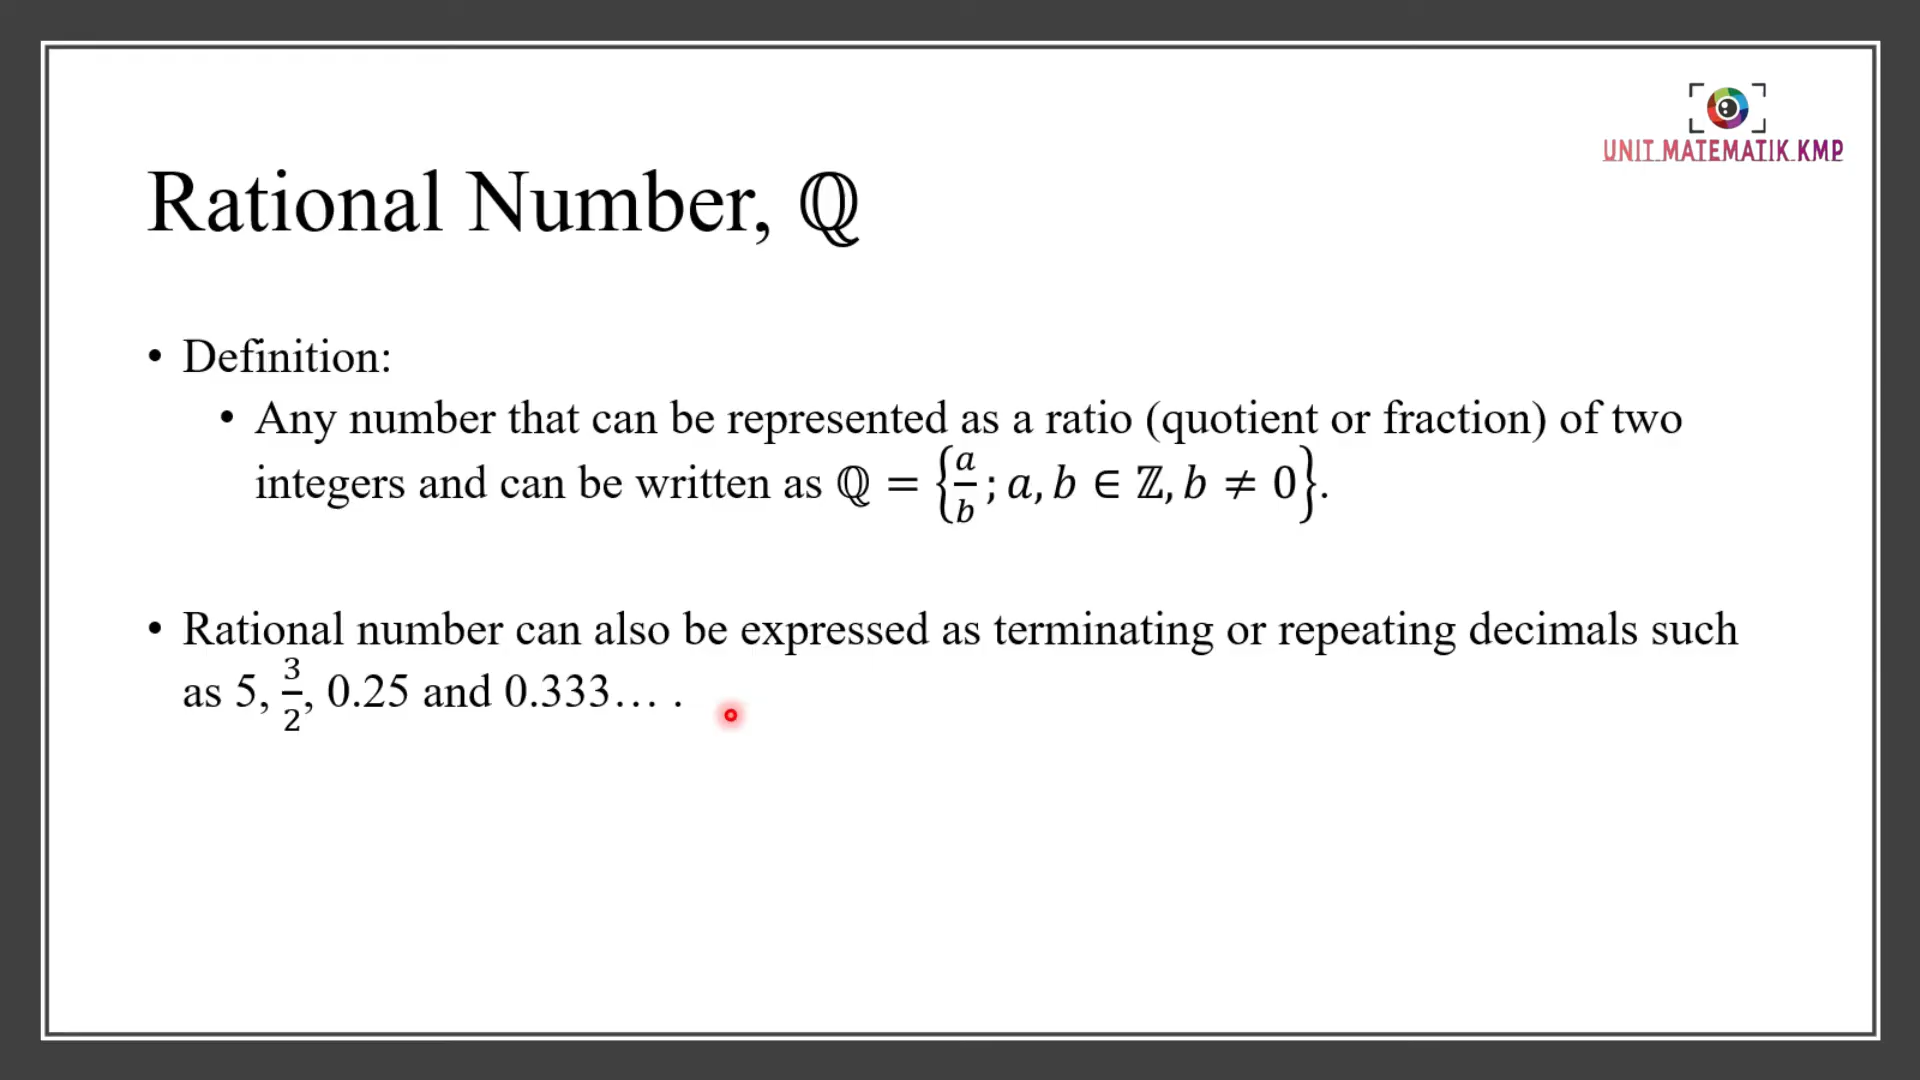 UNIT.MATEMATIK.KMP
Rational Number, ℚ
• Definition:
• Any number that can be represented as a ratio (quotient or fraction) of two
integers and can be written as ℚ = {a/b ; a, b ∈ ℤ, b ≠ 0}.
• Rational number can also be expressed as terminating or repeating decimals such
as 5, 3/2, 0.25 and 0.333… .